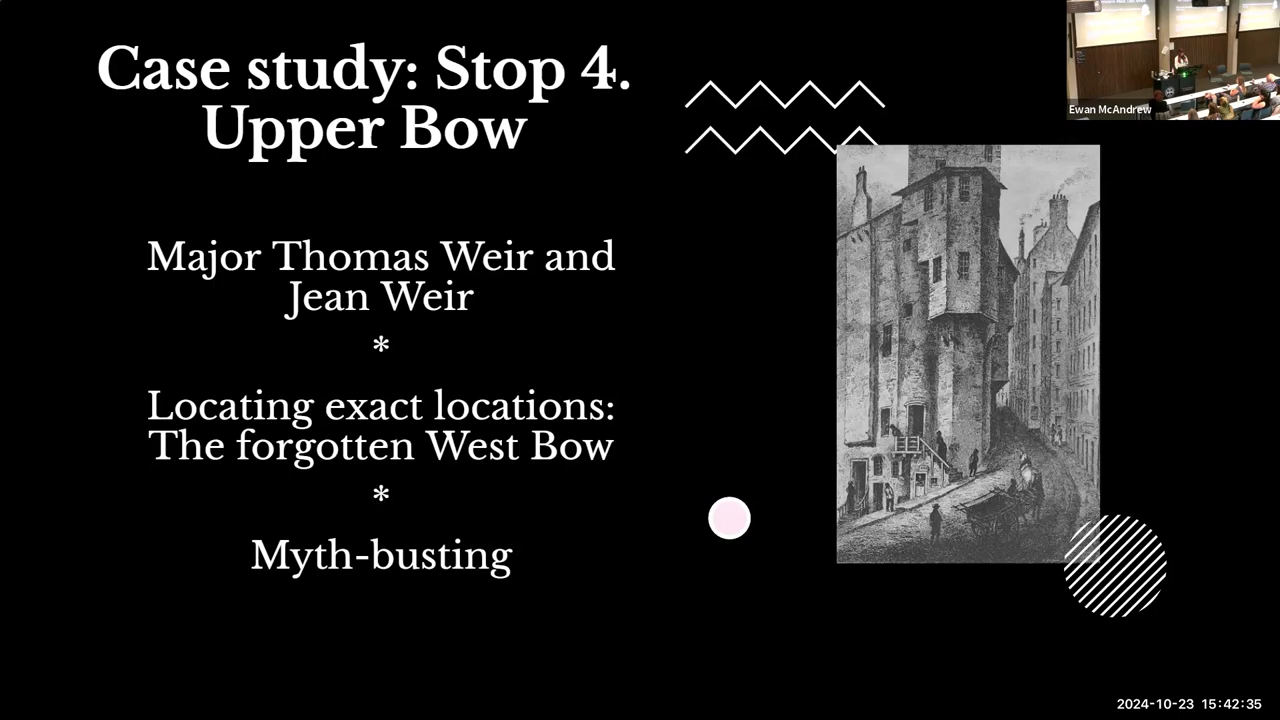 Case study: Stop 4.
Upper Bow
Major Thomas Weir and
Jean Weir
*
Locating exact locations:
The forgotten West Bow
*
Myth-busting
Ewan McAndrew
2024-10-23 15:42:35